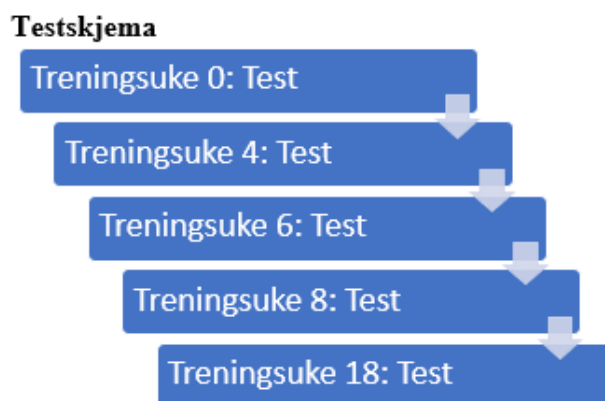 Testskjema
Treningsuke 0: Test
Treningsuke 4: Test
Treningsuke 6: Test
Treningsuke 8: Test
Treningsuke 18: Test